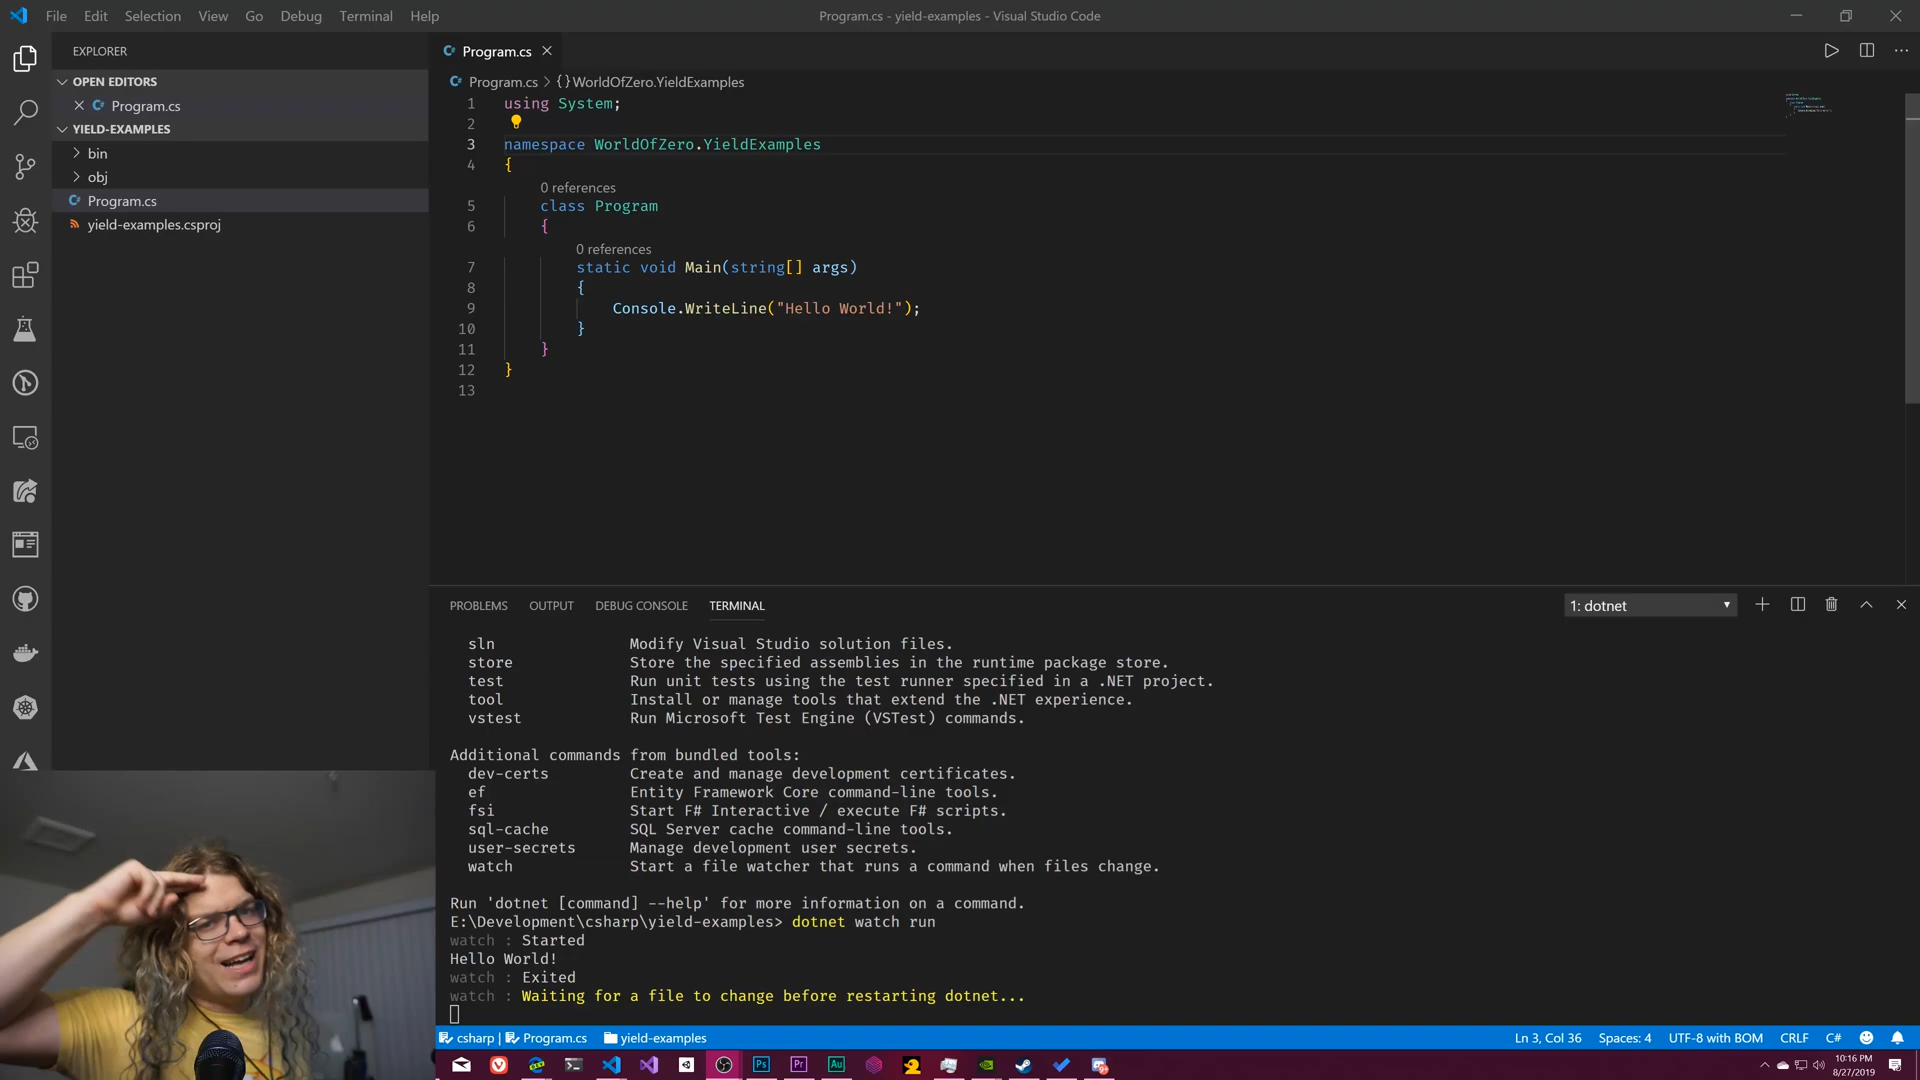 File Edit Selection View Go Debug Terminal Help
Program.cs - yield-examples - Visual Studio Code
EXPLORER
OPEN EDITORS
Program.cs
YIELD-EXAMPLES
bin
obj
Program.cs
yield-examples.csproj
Program.cs
Program.cs > {} WorldOfZero.YieldExamples
1 using System;
2
3 namespace WorldOfZero.YieldExamples
4 {
0 references
5 class Program
6 {
0 references
7 static void Main(string[] args)
8 {
9 Console.WriteLine("Hello World!");
10 }
11 }
12 }
13
PROBLEMS OUTPUT DEBUG CONSOLE TERMINAL
1: dotnet
sln Modify Visual Studio solution files.
store Store the specified assemblies in the runtime package store.
test Run unit tests using the test runner specified in a .NET project.
tool Install or manage tools that extend the .NET experience.
vstest Run Microsoft Test Engine (VSTest) commands.
Additional commands from bundled tools:
dev-certs Create and manage development certificates.
ef Entity Framework Core command-line tools.
fsi Start F# Interactive / execute F# scripts.
sql-cache SQL Server cache command-line tools.
user-secrets Manage development user secrets.
watch Start a file watcher that runs a command when files change.
Run 'dotnet [command] --help' for more information on a command.
E:\Development\csharp\yield-examples> dotnet watch run
watch : Started
Hello World!
watch : Exited
watch : Waiting for a file to change before restarting dotnet...
csharp | Program.cs yield-examples
Ln 3, Col 36 Spaces: 4 UTF-8 with BOM CRLF C#
Ps Pr Au
10:16 PM
8/27/2019